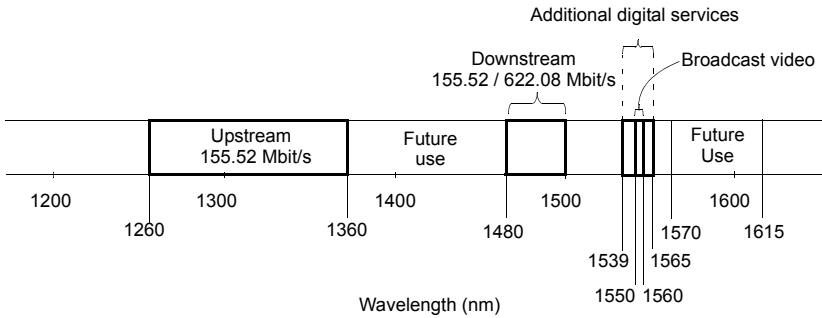 Additional digital services
Downstream
155.52 / 622.08 Mbit/s
Broadcast video
Upstream
155.52 Mbit/s
Future
use
Future
Use
1200
1300
1400
1500
1600
1260
1360
1480
1570
1615
1539
1565
1550
1560
Wavelength (nm)